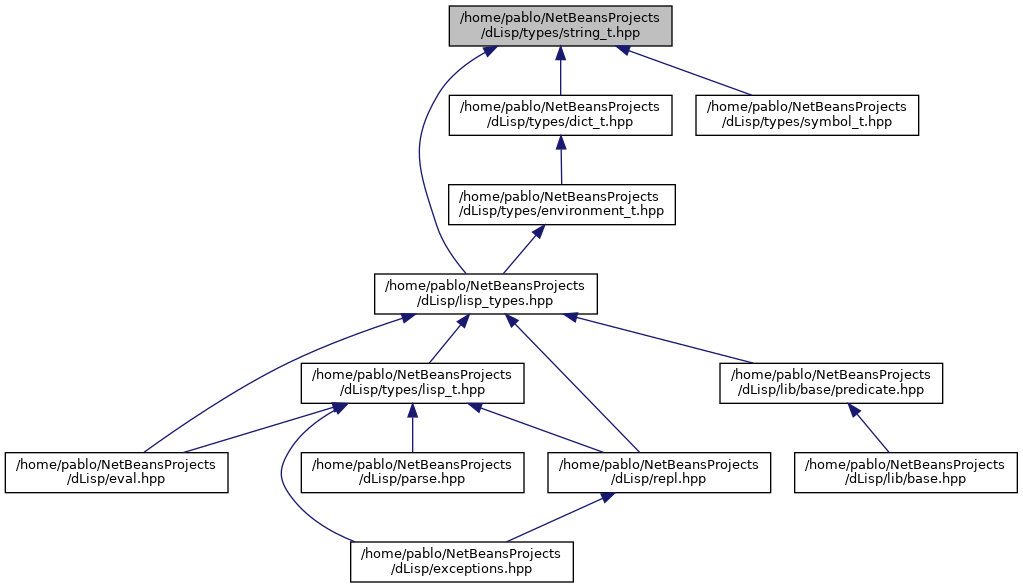 /home/pablo/NetBeansProjects
/dLisp/types/string_t.hpp
/home/pablo/NetBeansProjects
/dLisp/types/dict_t.hpp
/home/pablo/NetBeansProjects
/dLisp/types/symbol_t.hpp
/home/pablo/NetBeansProjects
/dLisp/types/environment_t.hpp
/home/pablo/NetBeansProjects
/dLisp/lisp_types.hpp
/home/pablo/NetBeansProjects
/dLisp/types/lisp_t.hpp
/home/pablo/NetBeansProjects
/dLisp/lib/base/predicate.hpp
/home/pablo/NetBeansProjects
/dLisp/eval.hpp
/home/pablo/NetBeansProjects
/dLisp/parse.hpp
/home/pablo/NetBeansProjects
/dLisp/repl.hpp
/home/pablo/NetBeansProjects
/dLisp/lib/base.hpp
/home/pablo/NetBeansProjects
/dLisp/exceptions.hpp